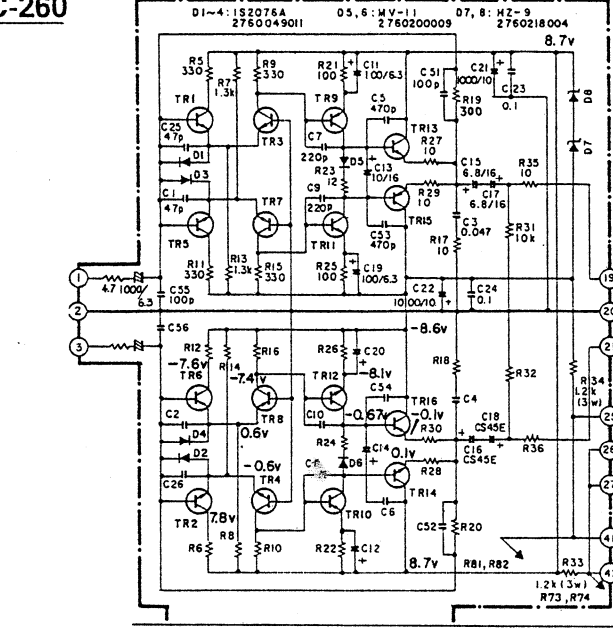 C-260
D1~4:1S2076A D5,6:MV-11 D7,8:HZ-9
2760049011 2760200009 2760218004
8.7v
R5 330
R7 1.3k
R9 330
R21 100
C11 100/6.3
C51 100p
C21 1000/10
C23 0.1
D8
R19 300
TR1
TR3
TR9
C5 470p
TR13
C25 47p
C7 220p
D5
R27 10
D7
D1
D3
R23 12
C13 10/16
C15 6.8/16
C17 6.8/16
R35 10
C1 47p
TR7
C9 220p
R29 10
TR5
TR11
TR15
C3 0.047
R31 10k
C53 470p
R17 10
R11 330
R13 1.3k
R15 330
R25 100
C19 100/6.3
1
4.7 1000/6.3
C55 100p
C22 1000/10
C24 0.1
19
2
20
C56
-8.6v
3
R12
-7.6v
R14
R16
-7.4v
R26
C20
-8.1v
R18
R32
R34 1.2k (3w)
TR6
TR8
TR12
C54
TR16
C4
C2
C10
-0.67v
-0.1v
C18 CS45E
25
D4
0.6v
R24
R30
C16 CS45E
R36
D2
-0.6v
D6
C14
0.1v
R28
26
C26
TR4
TR14
27
TR2
7.8v
TR10
C6
C52
R20
R6
R8
R10
R22
C12
8.7v
R81, R82
R33 1.2k (3w)
R73, R74